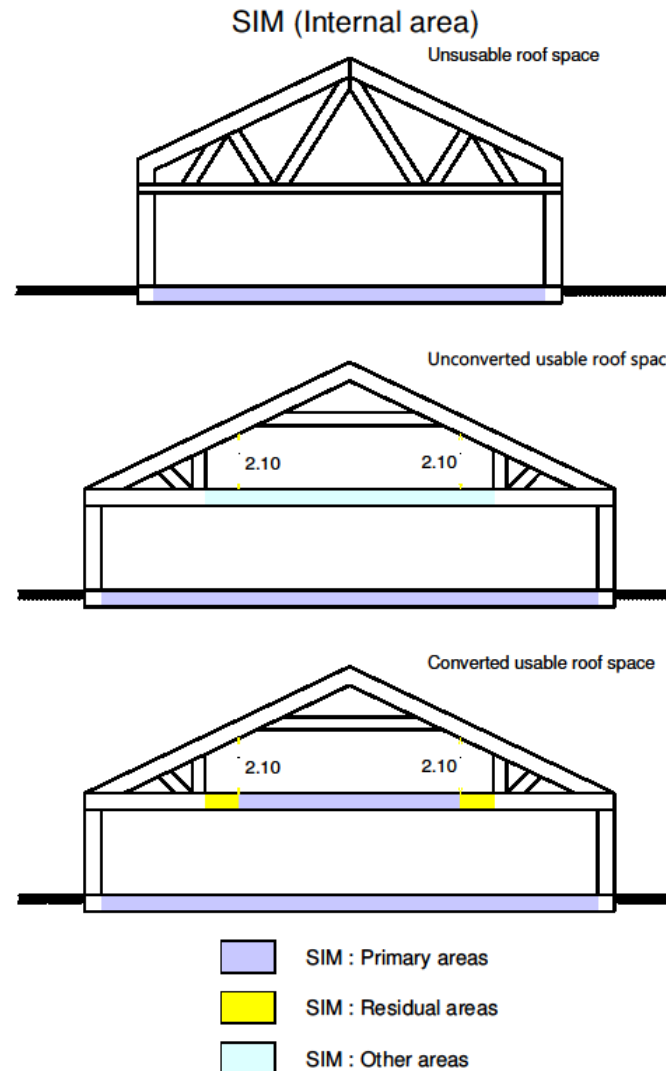 SIM (Internal area)
Unsusable roof space
Unconverted usable roof spac
2.10 2.10
Converted usable roof space
2.10 2.10
SIM : Primary areas
SIM : Residual areas
SIM : Other areas